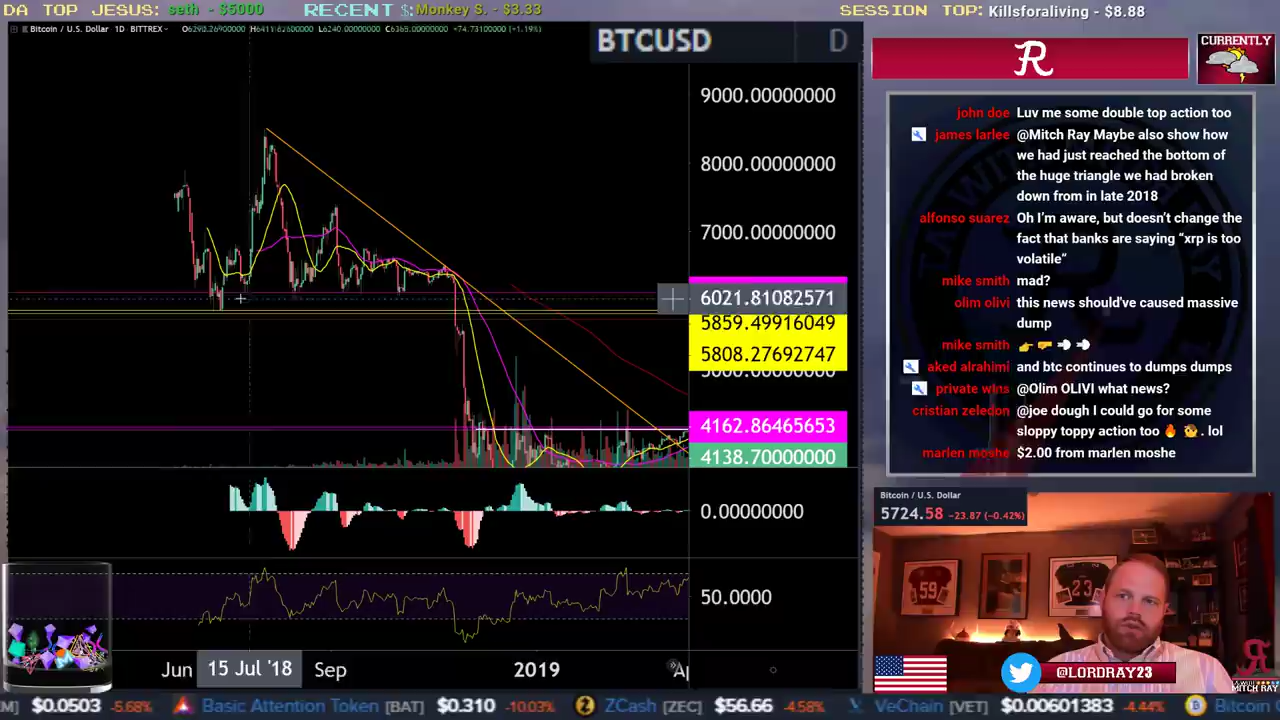 DA TOP JESUS: seth - $5000 RECENT $: Monkey S. - $3.33 SESSION TOP: Killsforaliving - $8.88
Bitcoin / U.S. Dollar 1D BITTREX
BTCUSD D
9000.00000000
8000.00000000
7000.00000000
6021.81082571
5859.49916049
5808.27692747
4162.86465653
4138.70000000
0.00000000
50.0000
Jun 15 Jul '18 Sep 2019
R
CURRENTLY
john doe Luv me some double top action too
james larlee @Mitch Ray Maybe also show how
we had just reached the bottom of
the huge triangle we had broken
down from in late 2018
alfonso suarez Oh I'm aware, but doesn't change the
fact that banks are saying “xrp is too
volatile”
mike smith mad?
olim olivi this news should've caused massive
dump
mike smith
aked alrahimi and btc continues to dumps dumps
private wins @Olim OLIVI what news?
cristian zeledon @joe dough I could go for some
sloppy toppy action too 🔥 . lol
marlen moshe $2.00 from marlen moshe
Bitcoin / U.S. Dollar
5724.58 −23.87 (−0.42%)
59
23
@LORDRAY23
MITCH RAY
M] $0.0503 -5.68% Basic Attention Token [BAT] $0.310 -10.03% ZCash [ZEC] $56.66 -4.58% VeChain [VET] $0.00601383 -4.44% Bitcoin